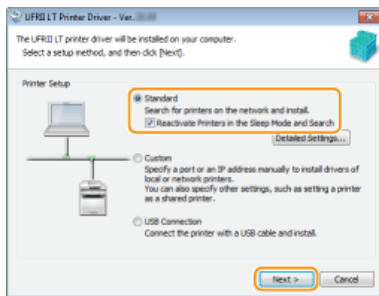 UFRII LT Printer Driver - Ver.
The UFRII LT printer driver will be installed on your computer.
Select a setup method, and then click [Next].
Printer Setup
Standard
Search for printers on the network and install.
Reactivate Printers in the Sleep Mode and Search
Detailed Settings...
Custom
Specify a port or an IP address manually to install drivers of
local or network printers.
You can also specify other settings, such as setting a printer
as a shared printer.
USB Connection
Connect the printer with a USB cable and install.
Next >
Cancel